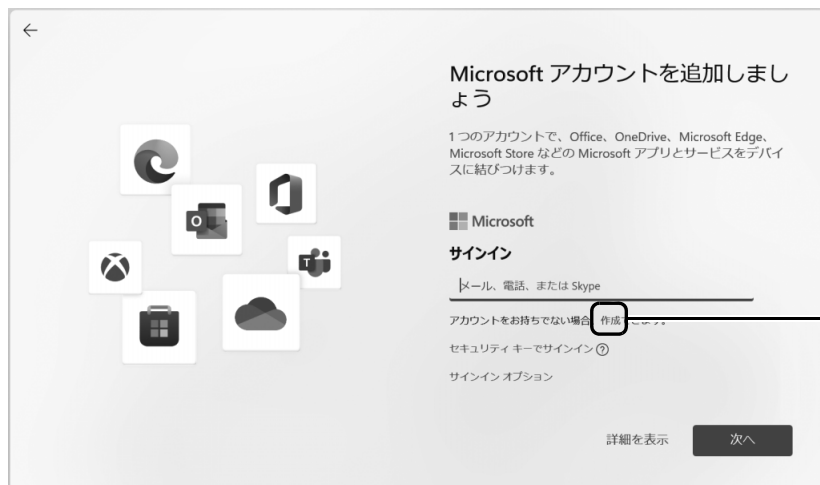 Microsoft アカウントを追加しまし
ょう
1 つのアカウントで、Office、OneDrive、Microsoft Edge、
Microsoft Store などの Microsoft アプリとサービスをデバイ
スに結びつけます。
Microsoft
サインイン
メール、電話、または Skype
アカウントをお持ちでない場合、作成できます。
セキュリティ キーでサインイン
サインイン オプション
詳細を表示
次へ